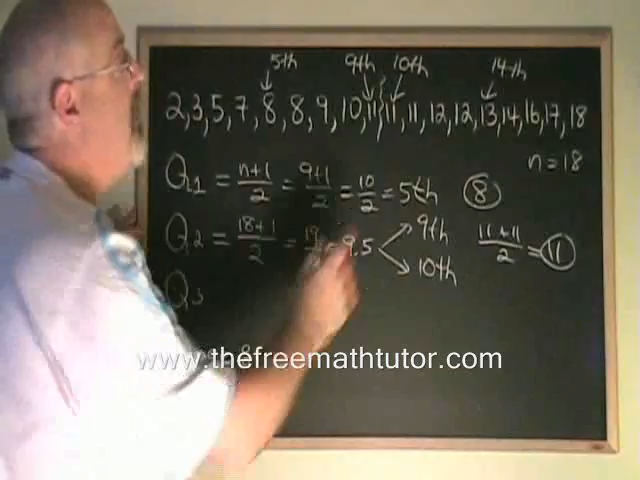 5th 9th 10th 14th
2,3,5,7,8,8,9,10,11,11,11,12,12,13,14,16,17,18
n=18
Q1 = n+1/2 = 9+1/2 = 10/2 = 5th 8
Q2 = 18+1/2 = 19 = 9.5 9th 11+11/2 = 11
10th
Q3
www.thefreemathtutor.com